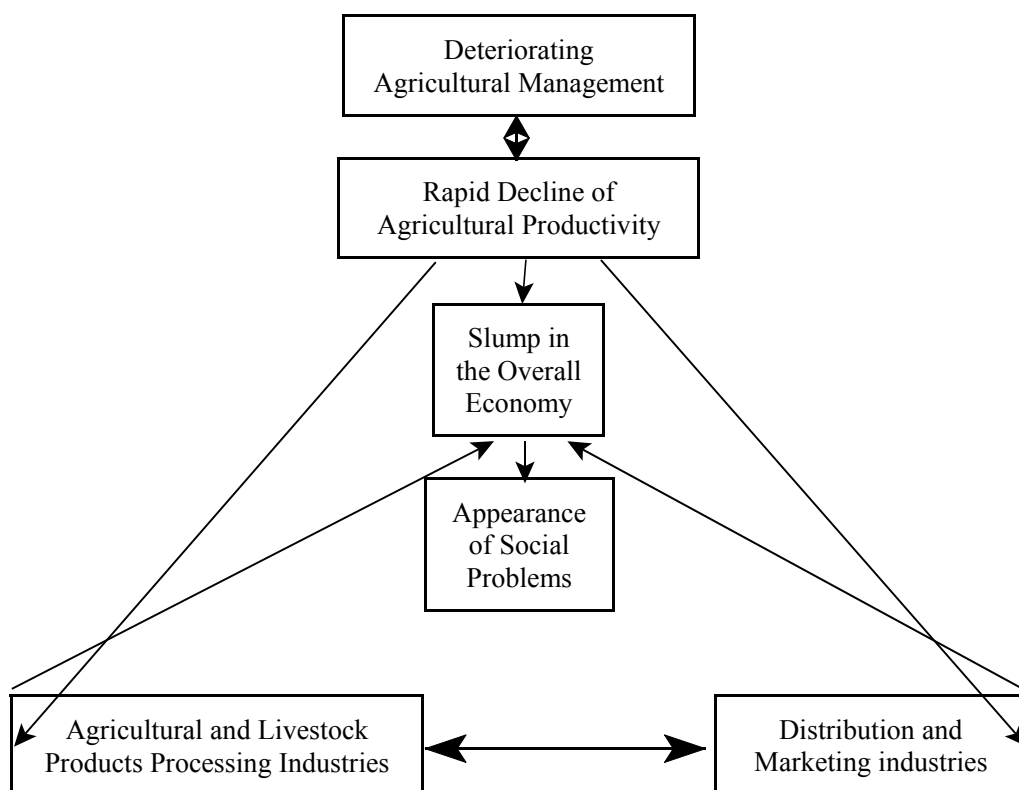 Deteriorating
Agricultural Management
Rapid Decline of
Agricultural Productivity
Slump in
the Overall
Economy
Appearance
of Social
Problems
Agricultural and Livestock
Products Processing Industries
Distribution and
Marketing industries